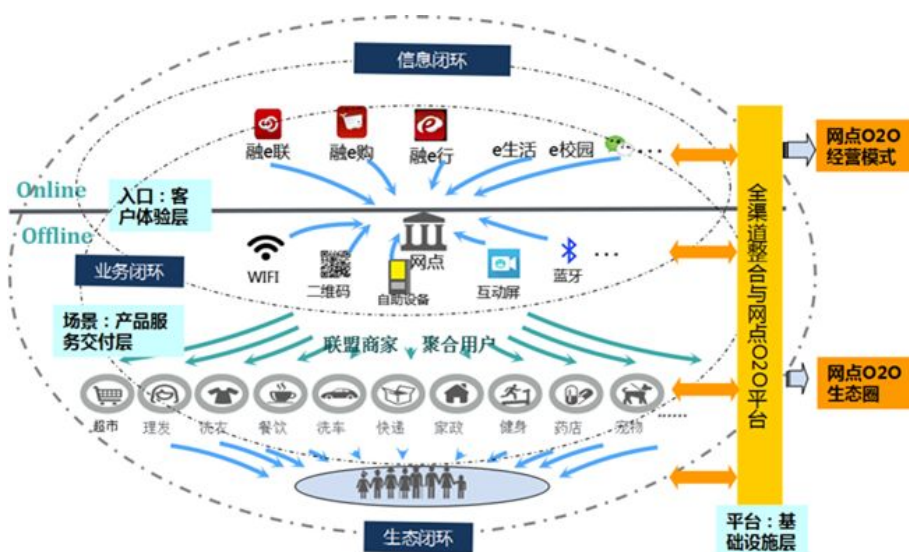 信息闭环
融e联
融e购
融e行
e生活
e校园
...
Online
入口：客
户体验层
Offline
网点
WIFI
二维码
自助设备
互动屏
蓝牙
...
业务闭环
场景：产品服
务交付层
联盟商家
聚合用户
超市
理发
洗衣
餐饮
洗车
快递
家政
健身
药店
宠物
......
生态闭环
全渠道整合与网点O2O平台
平台：基
础设施层
网点O2O
经营模式
网点O2O
生态圈